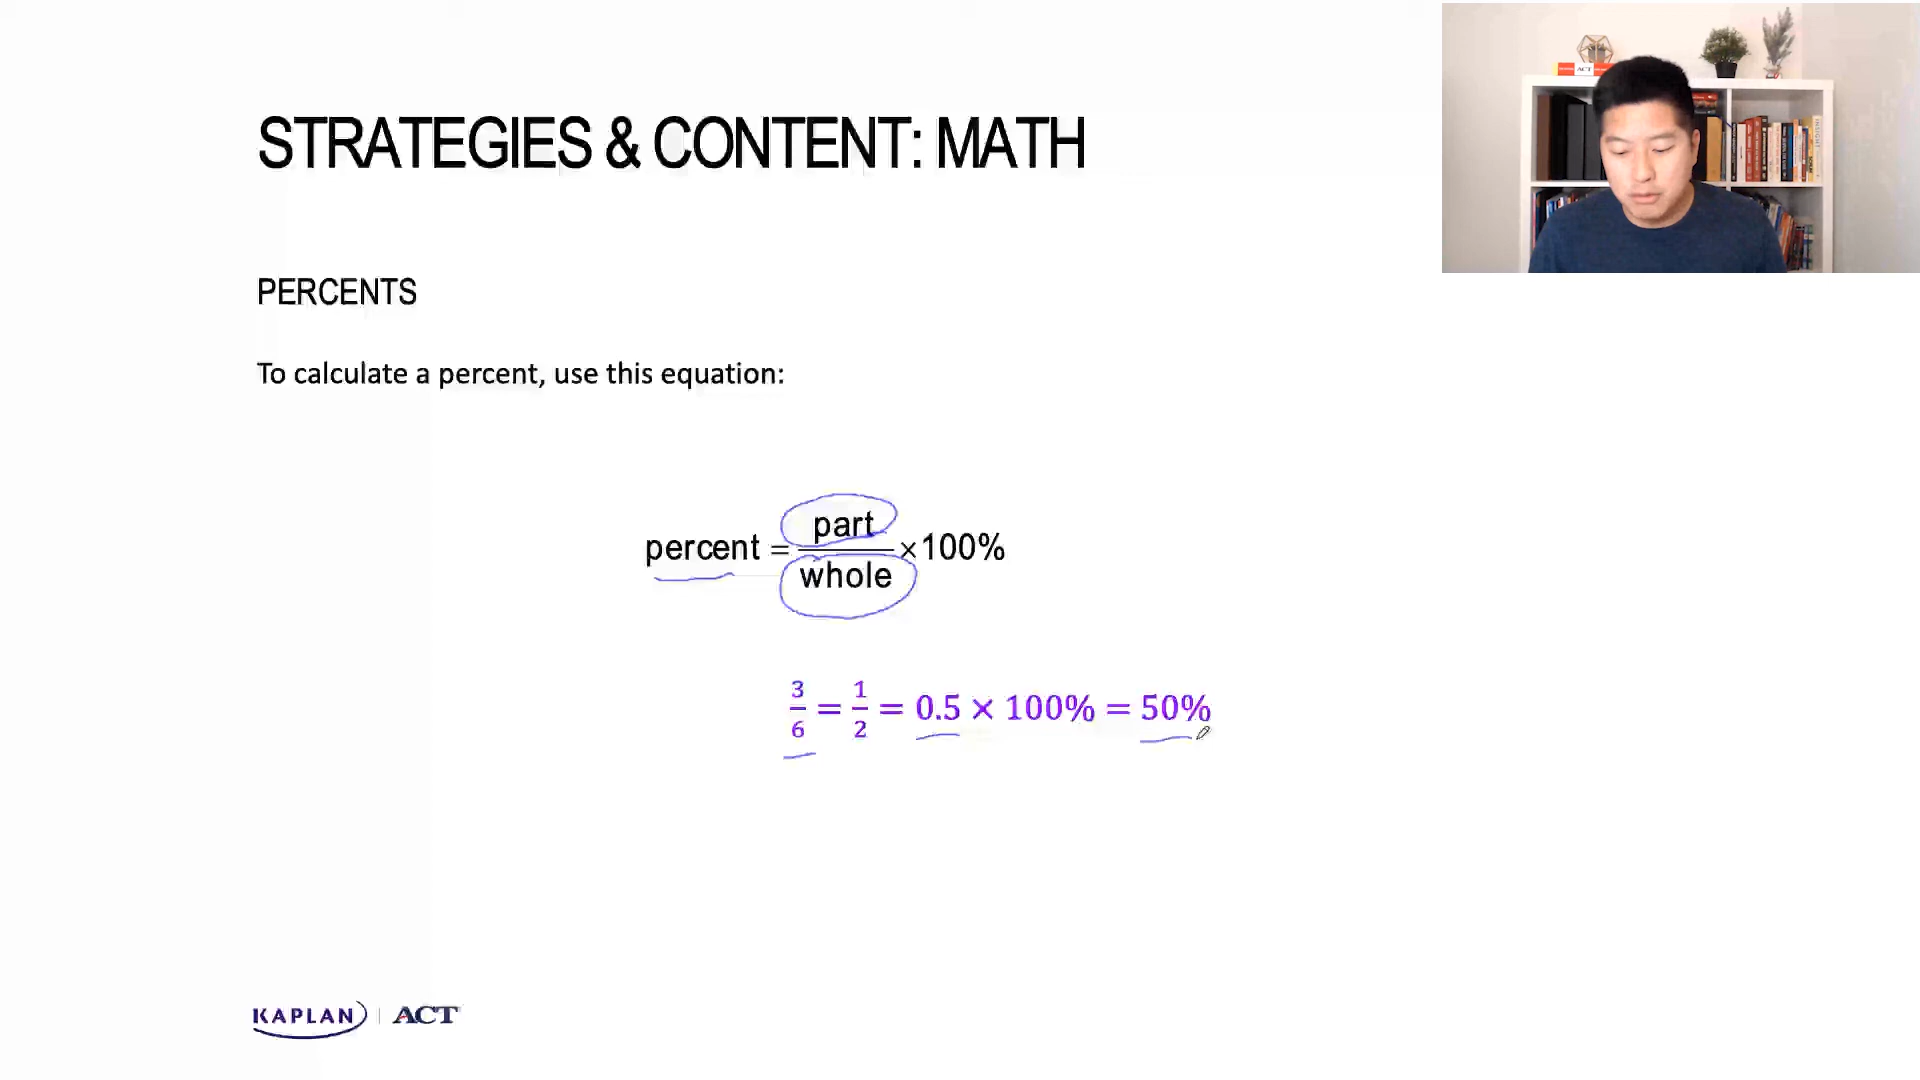 STRATEGIES & CONTENT: MATH
PERCENTS
To calculate a percent, use this equation:
percent = part/whole ×100%
3/6 = 1/2 = 0.5 × 100% = 50%
KAPLAN | ACT
ACT